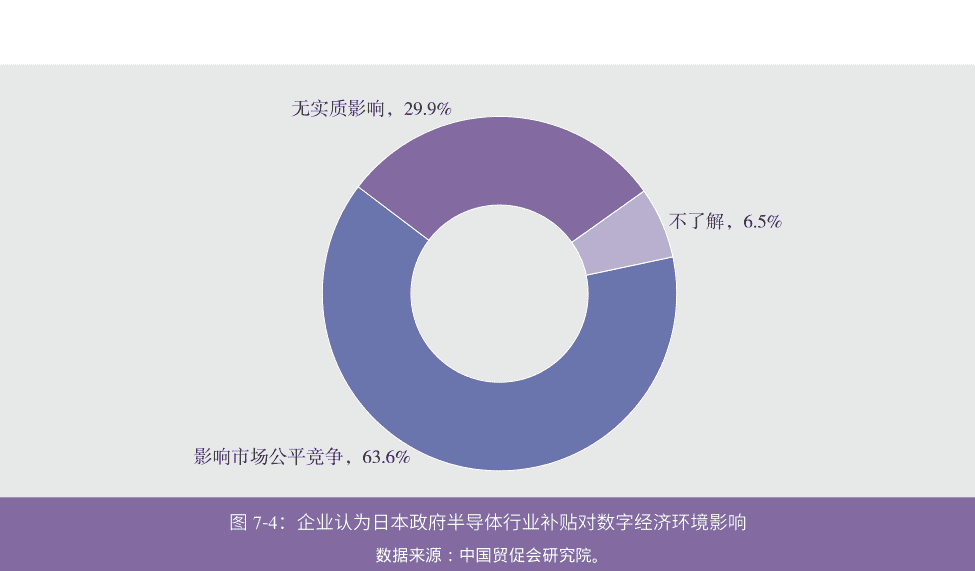 无实质影响，29.9%
不了解，6.5%
影响市场公平竞争，63.6%
图 7-4：企业认为日本政府半导体行业补贴对数字经济环境影响
数据来源：中国贸促会研究院。